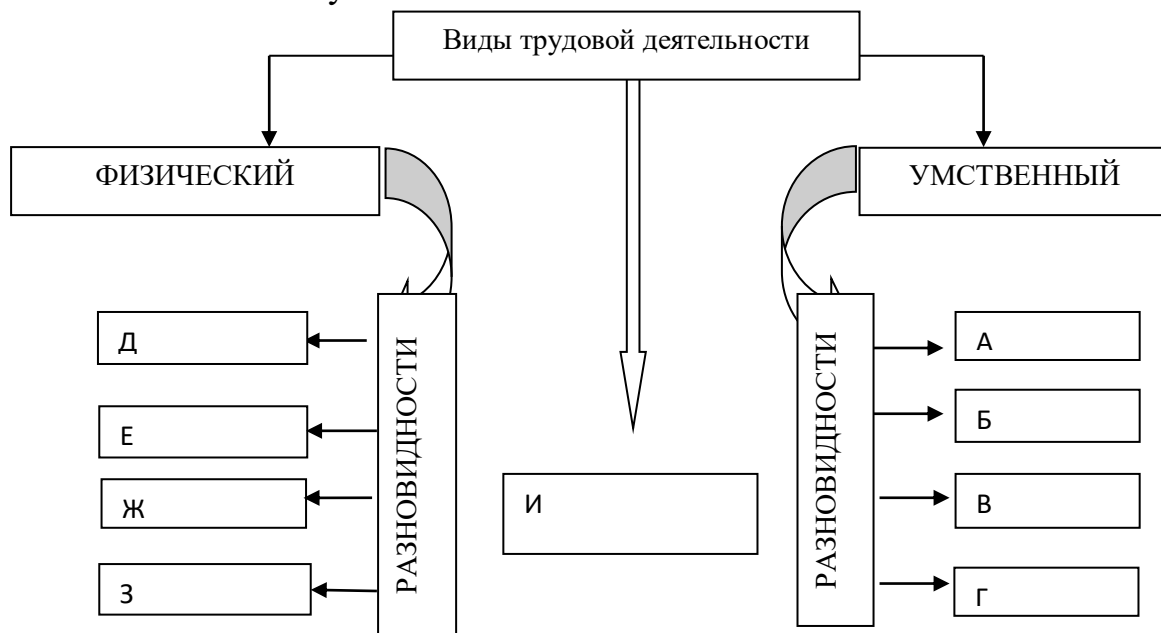 у
Виды трудовой деятельности
ФИЗИЧЕСКИЙ
УМСТВЕННЫЙ
РАЗНОВИДНОСТИ
РАЗНОВИДНОСТИ
Д
Е
Ж
З
И
А
Б
В
Г